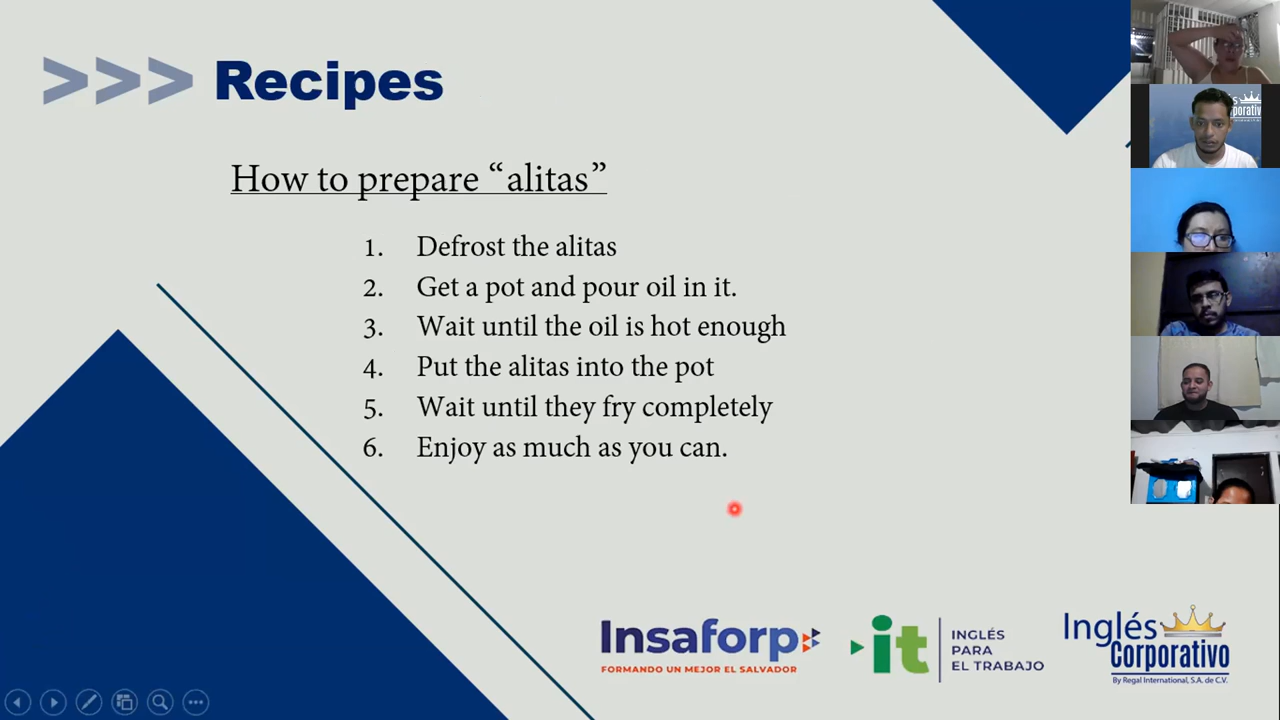 >>> Recipes
How to prepare “alitas”
1. Defrost the alitas
2. Get a pot and pour oil in it.
3. Wait until the oil is hot enough
4. Put the alitas into the pot
5. Wait until they fry completely
6. Enjoy as much as you can.
Insaforp
FORMANDO UN MEJOR EL SALVADOR
it
INGLÉS
PARA
EL TRABAJO
Inglés
Corporativo
By Regal International, S.A. de C.V.